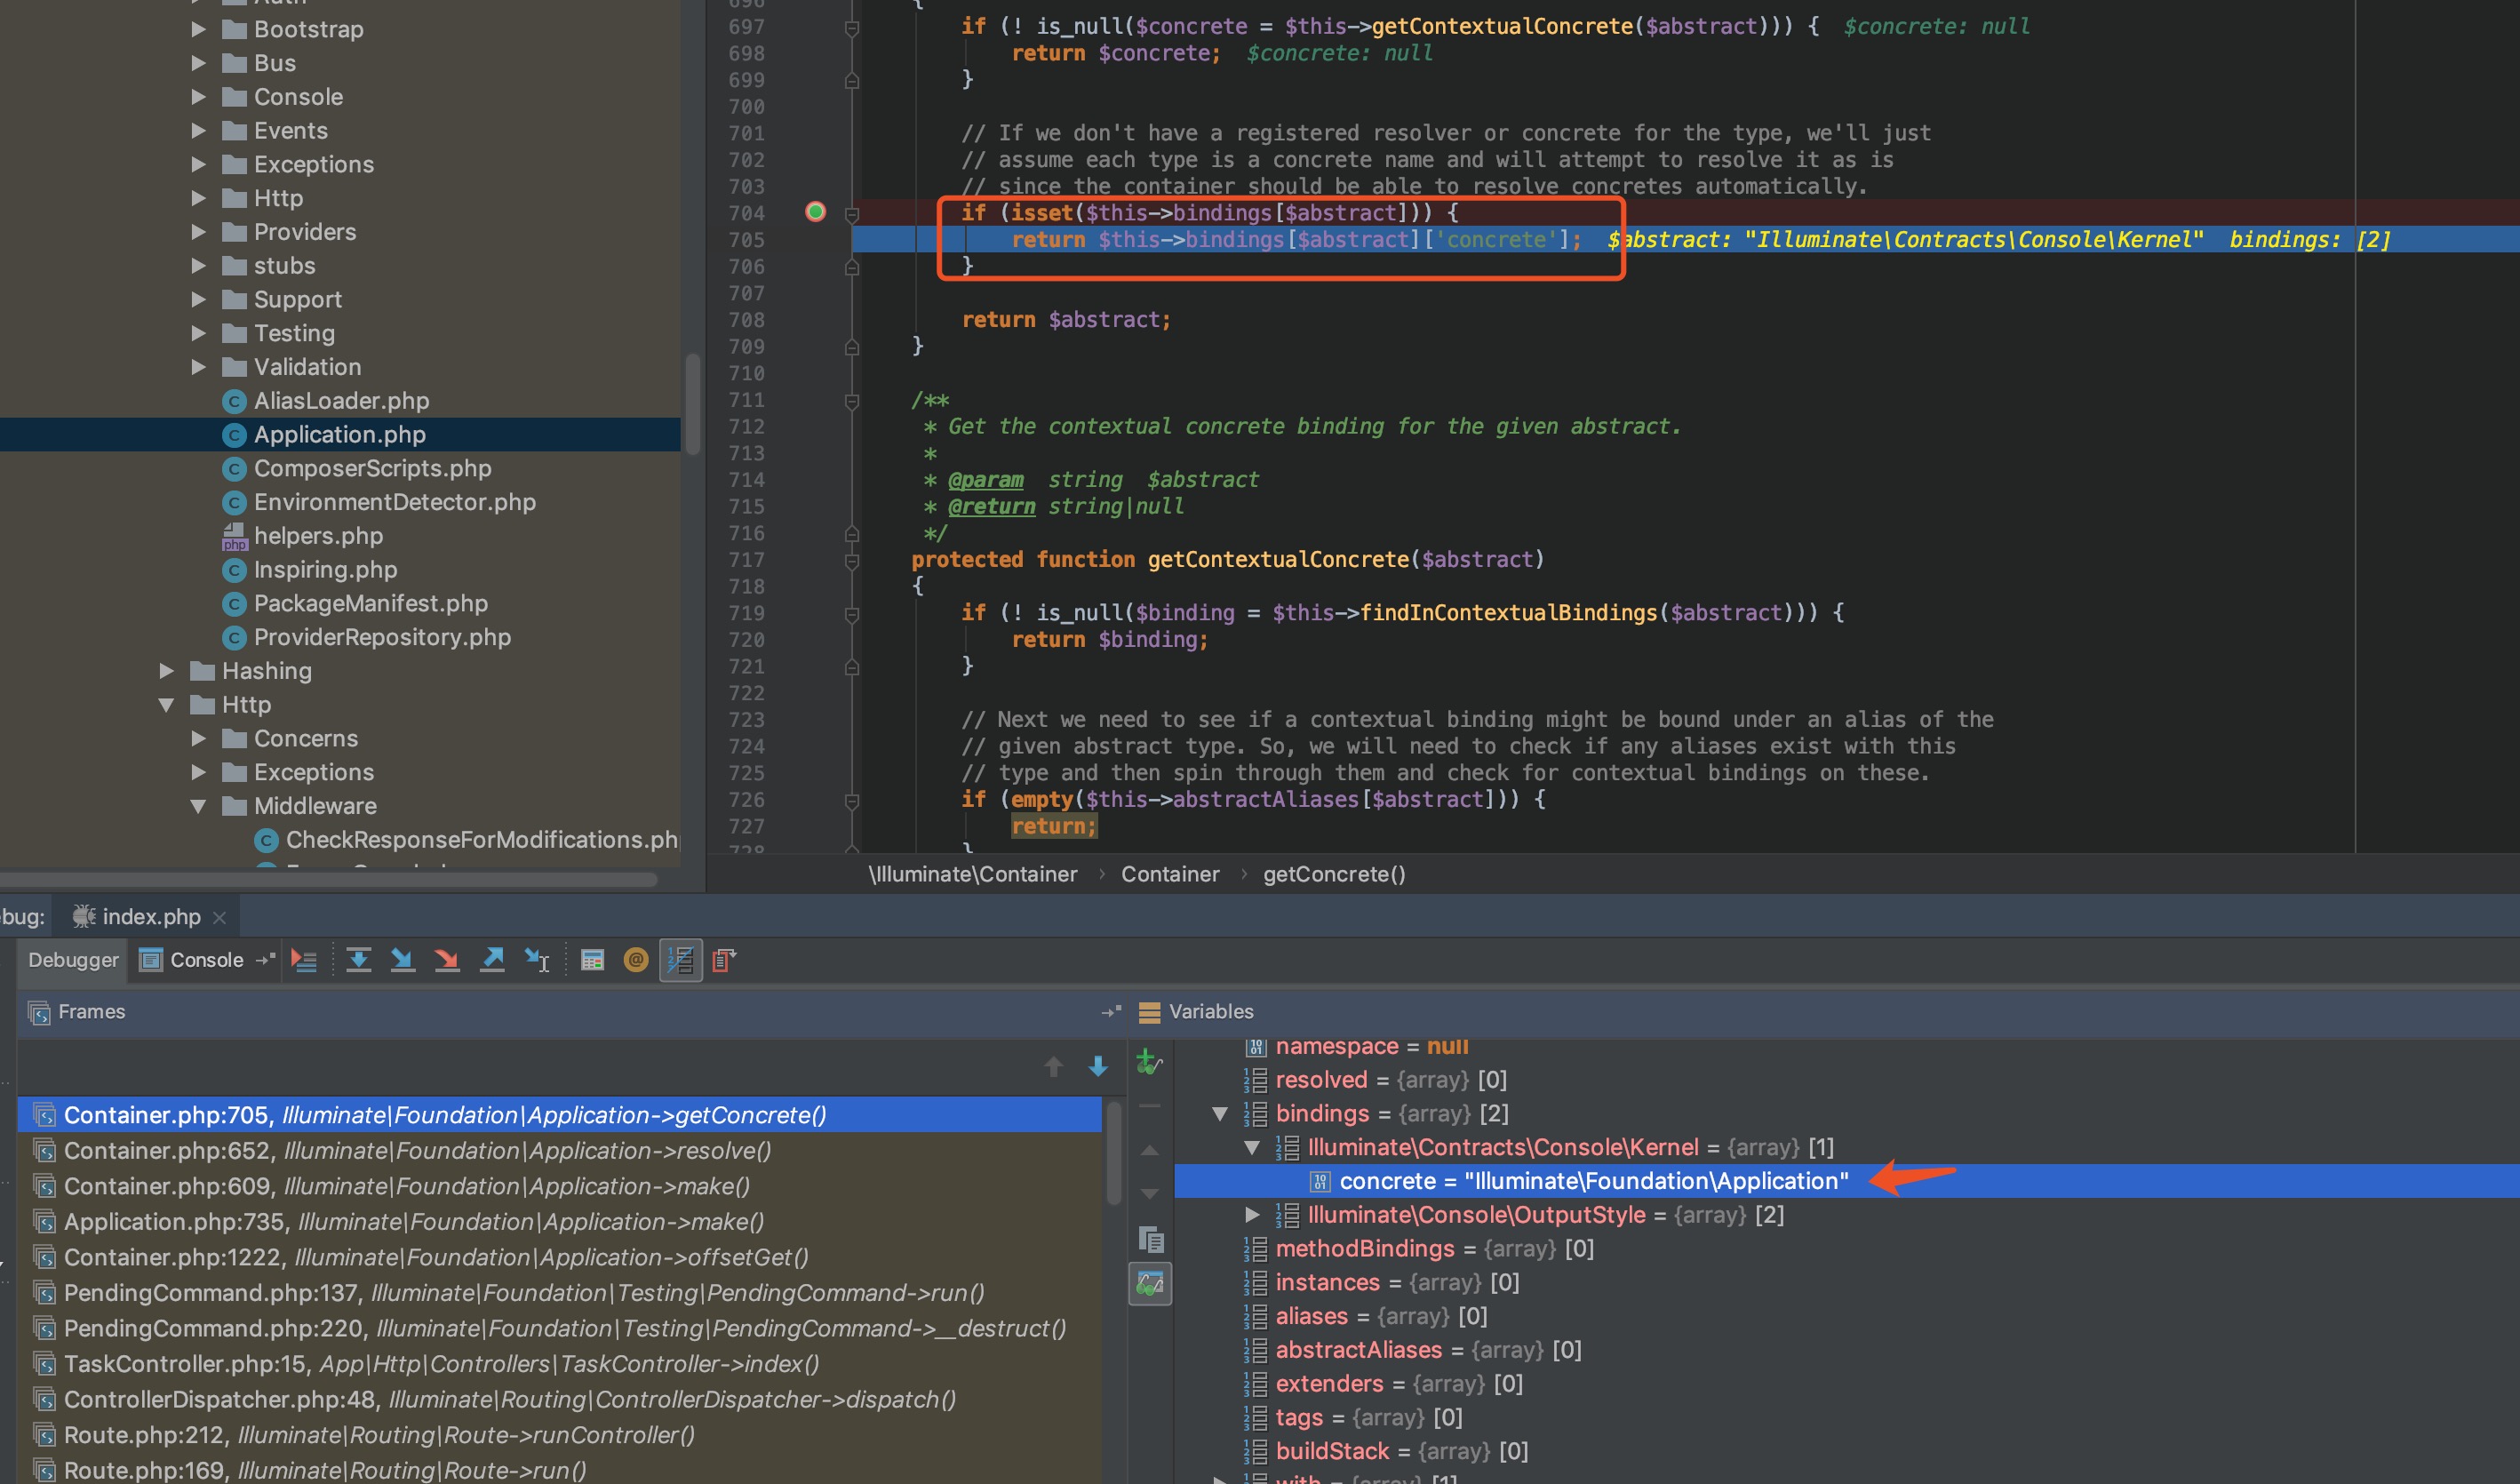 Bootstrap
Bus
Console
Events
Exceptions
Http
Providers
stubs
Support
Testing
Validation
AliasLoader.php
Application.php
ComposerScripts.php
EnvironmentDetector.php
helpers.php
Inspiring.php
PackageManifest.php
ProviderRepository.php
Hashing
Http
Concerns
Exceptions
Middleware
CheckResponseForModifications.ph
696 {
697 if (! is_null($concrete = $this->getContextualConcrete($abstract))) { $concrete: null
698 return $concrete; $concrete: null
699 }
700
701 // If we don't have a registered resolver or concrete for the type, we'll just
702 // assume each type is a concrete name and will attempt to resolve it as is
703 // since the container should be able to resolve concretes automatically.
704 if (isset($this->bindings[$abstract])) {
705 return $this->bindings[$abstract]['concrete']; $abstract: "Illuminate\Contracts\Console\Kernel" bindings: [2]
706 }
707
708 return $abstract;
709 }
710
711 /**
712 * Get the contextual concrete binding for the given abstract.
713 *
714 * @param string $abstract
715 * @return string|null
716 */
717 protected function getContextualConcrete($abstract)
718 {
719 if (! is_null($binding = $this->findInContextualBindings($abstract))) {
720 return $binding;
721 }
722
723 // Next we need to see if a contextual binding might be bound under an alias of the
724 // given abstract type. So, we will need to check if any aliases exist with this
725 // type and then spin through them and check for contextual bindings on these.
726 if (empty($this->abstractAliases[$abstract])) {
727 return;
728 }
\Illuminate\Container › Container › getConcrete()
bug: index.php
Debugger Console
Frames
Container.php:705, Illuminate\Foundation\Application->getConcrete()
Container.php:652, Illuminate\Foundation\Application->resolve()
Container.php:609, Illuminate\Foundation\Application->make()
Application.php:735, Illuminate\Foundation\Application->make()
Container.php:1222, Illuminate\Foundation\Application->offsetGet()
PendingCommand.php:137, Illuminate\Foundation\Testing\PendingCommand->run()
PendingCommand.php:220, Illuminate\Foundation\Testing\PendingCommand->__destruct()
TaskController.php:15, App\Http\Controllers\TaskController->index()
ControllerDispatcher.php:48, Illuminate\Routing\ControllerDispatcher->dispatch()
Route.php:212, Illuminate\Routing\Route->runController()
Route.php:169, Illuminate\Routing\Route->run()
Variables
namespace = null
resolved = {array} [0]
bindings = {array} [2]
Illuminate\Contracts\Console\Kernel = {array} [1]
concrete = "Illuminate\Foundation\Application"
Illuminate\Console\OutputStyle = {array} [2]
methodBindings = {array} [0]
instances = {array} [0]
aliases = {array} [0]
abstractAliases = {array} [0]
extenders = {array} [0]
tags = {array} [0]
buildStack = {array} [0]
with = {array} [1]